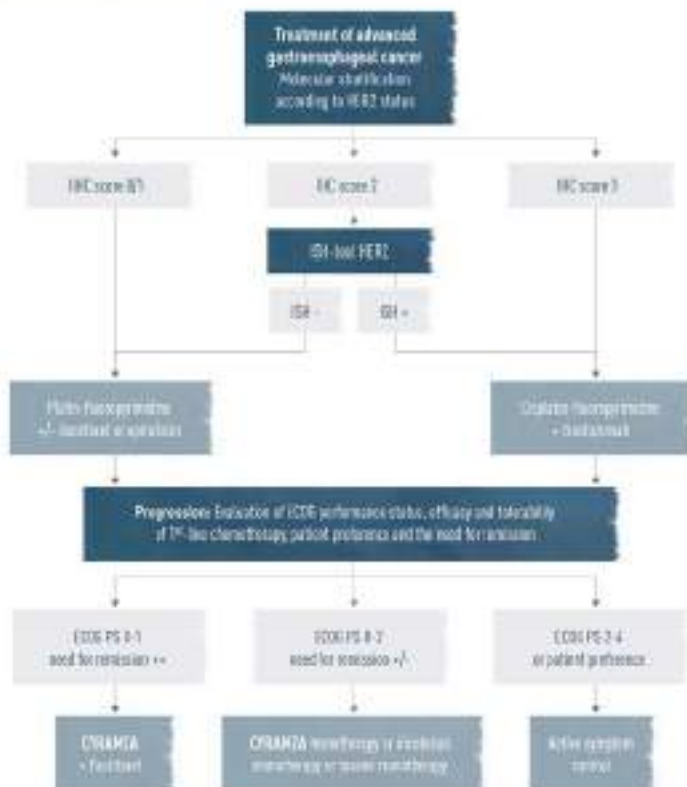 Treatment of advanced
gastroesophageal cancer
Molecular stratification
according to HER2 status
IHC score 0/1
IHC score 2
IHC score 3
ISH-test HER2
ISH -
ISH +
Platin-fluoropyrimidine
+/- docetaxel or epirubicin
Cisplatin-fluoropyrimidine
+ trastuzumab
Progression: Evaluation of ECOG performance status, efficacy and tolerability
of 1st-line chemotherapy, patient preference and the need for remission
ECOG PS 0-1
need for remission ++
ECOG PS 0-2
need for remission +/-
ECOG PS 2-4
or patient preference
CYRAMZA
+ Paclitaxel
CYRAMZA monotherapy or irinotecan
monotherapy or taxane monotherapy
Active symptom
control